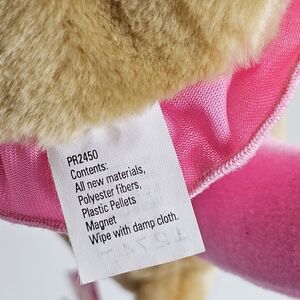 PR2450
Contents:
All new materials,
Polyester fibers,
Plastic Pellets
Magnet
Wipe with damp cloth.